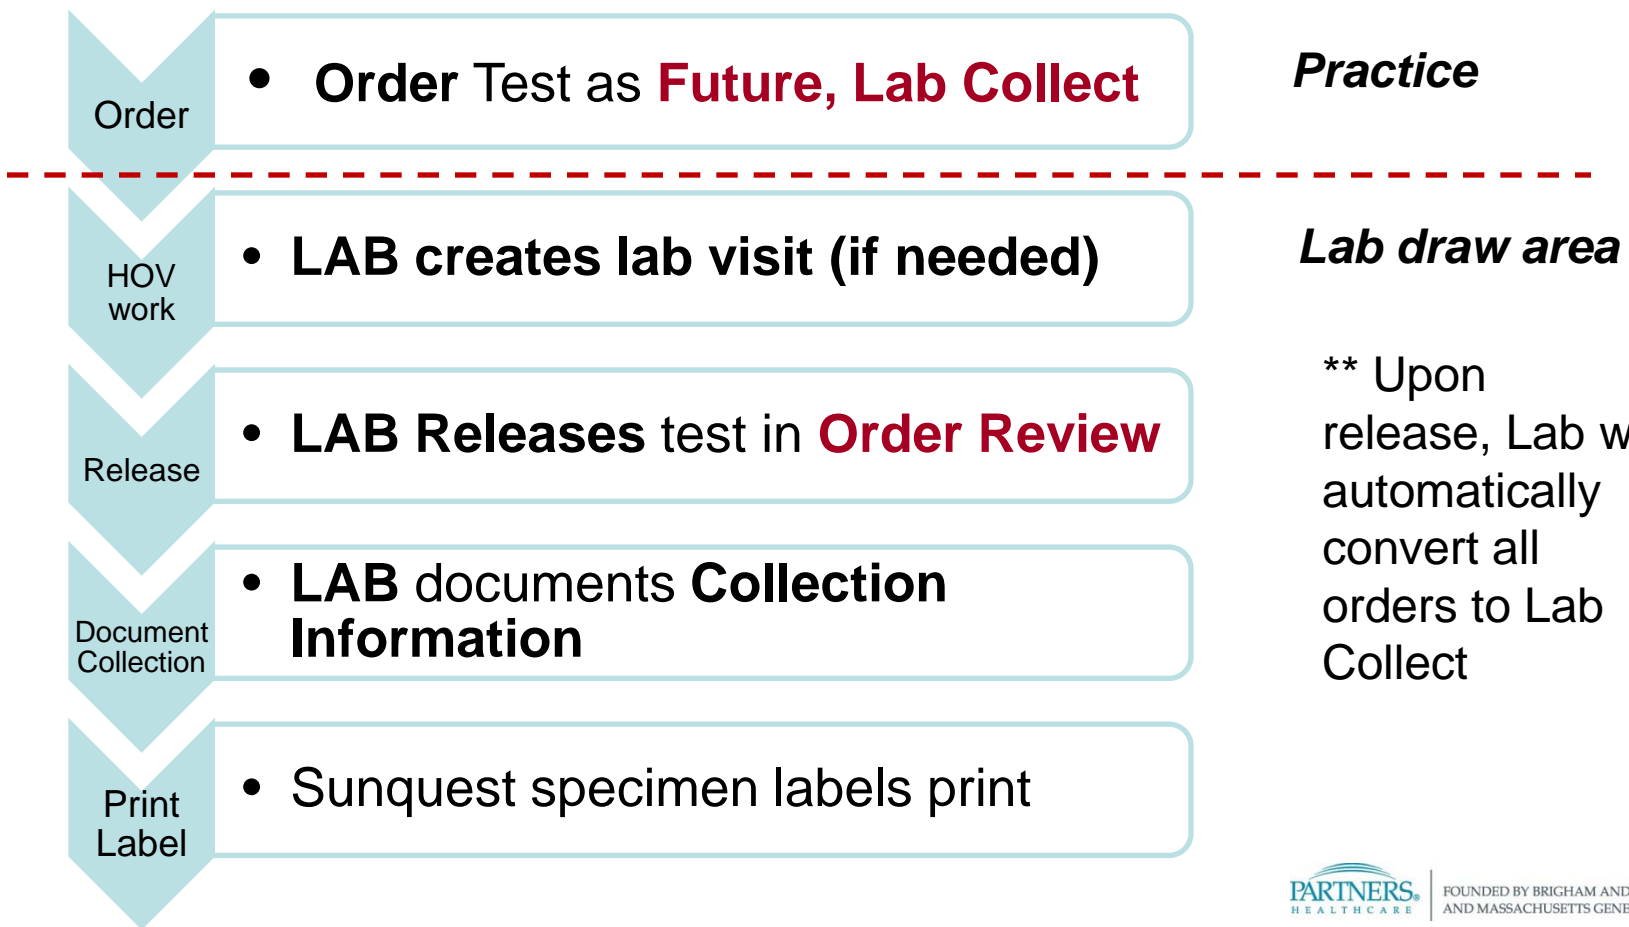 Order
• Order Test as Future, Lab Collect
Practice
HOV
work
• LAB creates lab visit (if needed)
Lab draw area
Release
• LAB Releases test in Order Review
** Upon
release, Lab w
automatically
convert all
orders to Lab
Collect
Document
Collection
• LAB documents Collection
Information
Print
Label
• Sunquest specimen labels print
PARTNERS®
HEALTHCARE
FOUNDED BY BRIGHAM AND
AND MASSACHUSETTS GENE